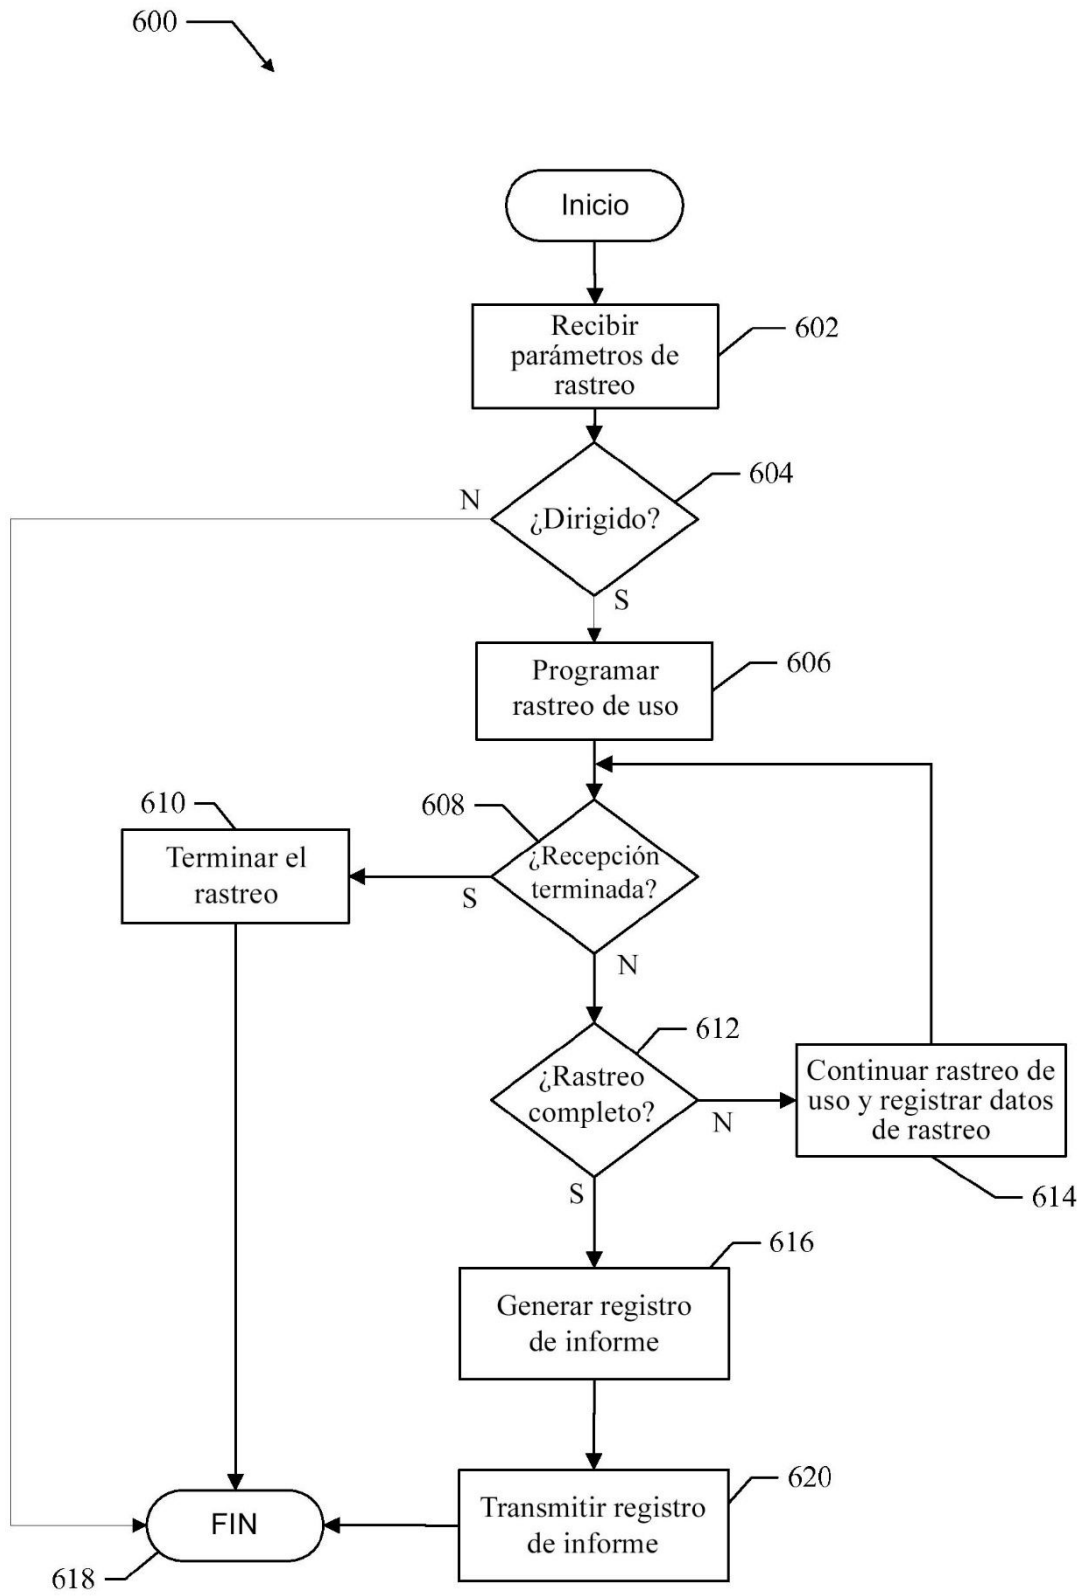 600
Inicio
Recibir
parámetros de
rastreo
602
604
N
¿Dirigido?
S
Programar
rastreo de uso
606
610
608
Terminar el
rastreo
¿Recepción
terminada?
S
N
612
¿Rastreo
completo?
N
Continuar rastreo de
uso y registrar datos
de rastreo
614
S
616
Generar registro
de informe
620
Transmitir registro
de informe
FIN
618